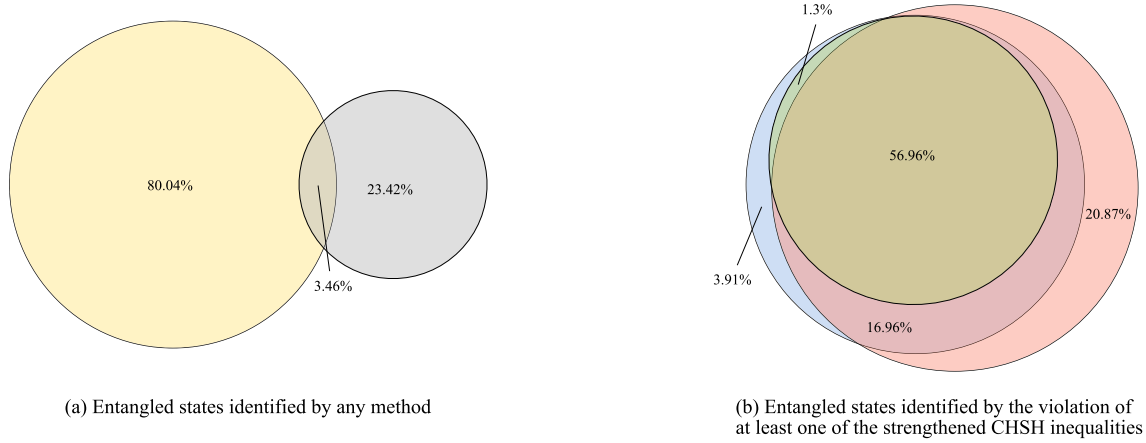 1.3%
80.04%
23.42%
3.46%
56.96%
20.87%
3.91%
16.96%
(a) Entangled states identified by any method
(b) Entangled states identified by the violation of
at least one of the strengthened CHSH inequalities